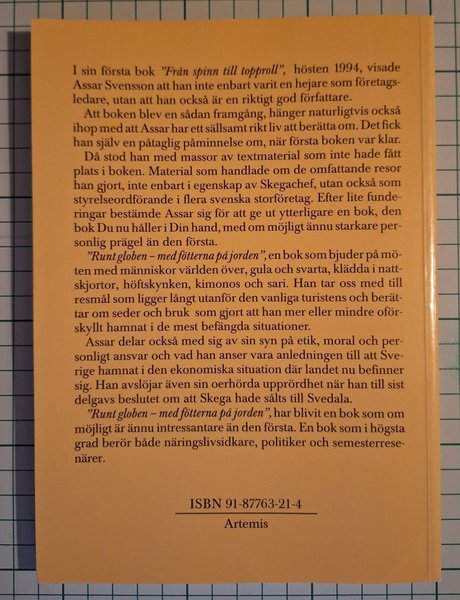 I sin första bok "Från spinn till topproll", hösten 1994, visade
Assar Svensson att han inte enbart varit en hejare som företags-
ledare, utan att han också är en riktigt god författare.
Att boken blev en sådan framgång, hänger naturligtvis också
ihop med att Assar har ett sällsamt rikt liv att berätta om. Det fick
han själv en påtaglig påminnelse om, när första boken var klar.
Då stod han med massor av textmaterial som inte hade fått
plats i boken. Material som handlade om de omfattande resor
han gjort, inte enbart i egenskap av Skegachef, utan också som
styrelseordförande i flera svenska storföretag. Efter lite funde-
ringar bestämde Assar sig för att ge ut ytterligare en bok, den
bok Du nu håller i Din hand, med om möjligt ännu starkare per-
sonlig prägel än den första.
"Runt globen – med fötterna på jorden", en bok som bjuder på mö-
ten med människor världen över, gula och svarta, klädda i natt-
skjortor, höftskynken, kimonos och sari. Han tar oss med till
resmål som ligger långt utanför den vanliga turistens och berät-
tar om seder och bruk som gjort att han mer eller mindre oför-
skyllt hamnat i de mest befängda situationer.
Assar delar också med sig av sin syn på etik, moral och per-
sonligt ansvar och vad han anser vara anledningen till att Sve-
rige hamnat i den ekonomiska situation där landet nu befinner
sig. Han avslöjar även sin oerhörda upprördhet när han till sist
delgavs beslutet om att Skega hade sålts till Svedala.
"Runt globen – med fötterna på jorden", har blivit en bok som om
möjligt är ännu intressantare än den första. En bok som i högsta
grad berör både näringslivsidkare, politiker och semesterrese-
närer.
ISBN 91-87763-21-4
Artemis